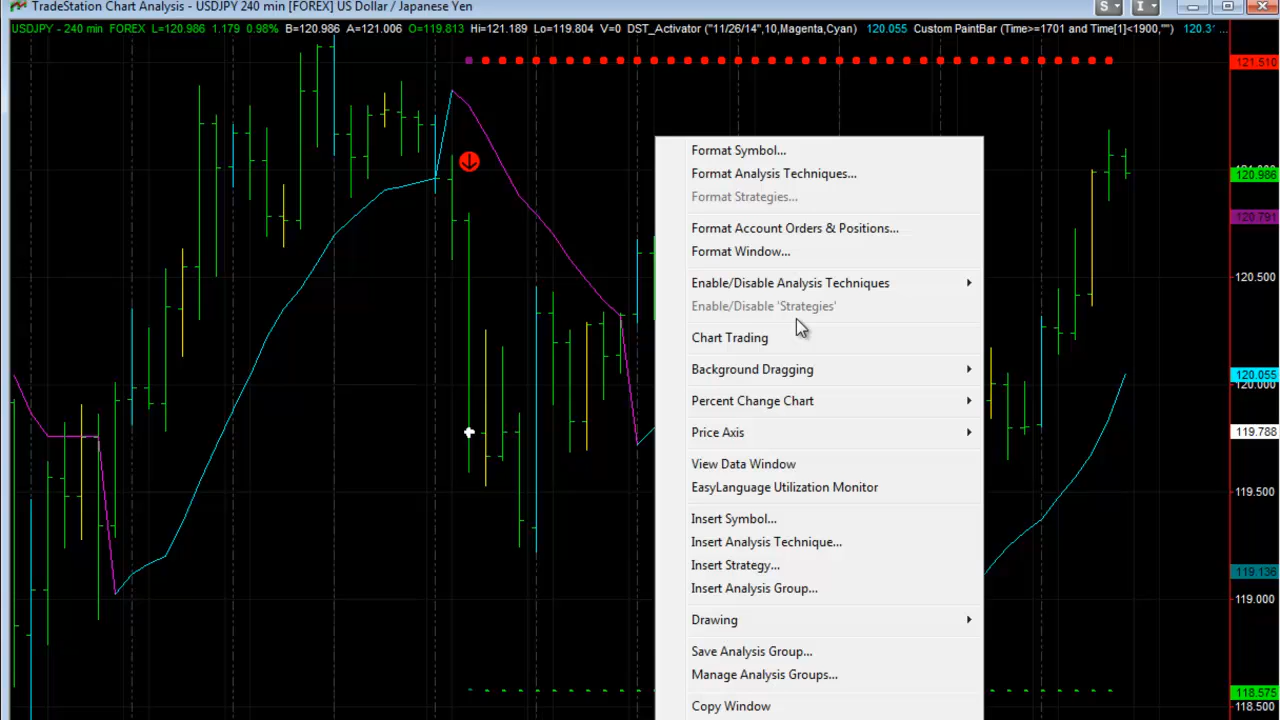 TradeStation Chart Analysis - USDJPY 240 min [FOREX] US Dollar / Japanese Yen
S
I
USDJPY - 240 min FOREX L=120.986 1.179 0.98% B=120.986 A=121.006 O=119.813 Hi=121.189 Lo=119.804 V=0 DST_Activator ("11/26/14",10,Magenta,Cyan) 120.055 Custom PaintBar (Time>=1701 and Time[1]<1900,"") 120.3 ...
121.510
120.986
120.791
120.500
120.055
120.000
119.788
119.500
119.136
119.000
118.575
118.500
Format Symbol...
Format Analysis Techniques...
Format Strategies...
Format Account Orders & Positions...
Format Window...
Enable/Disable Analysis Techniques
Enable/Disable 'Strategies'
Chart Trading
Background Dragging
Percent Change Chart
Price Axis
View Data Window
EasyLanguage Utilization Monitor
Insert Symbol...
Insert Analysis Technique...
Insert Strategy...
Insert Analysis Group...
Drawing
Save Analysis Group...
Manage Analysis Groups...
Copy Window